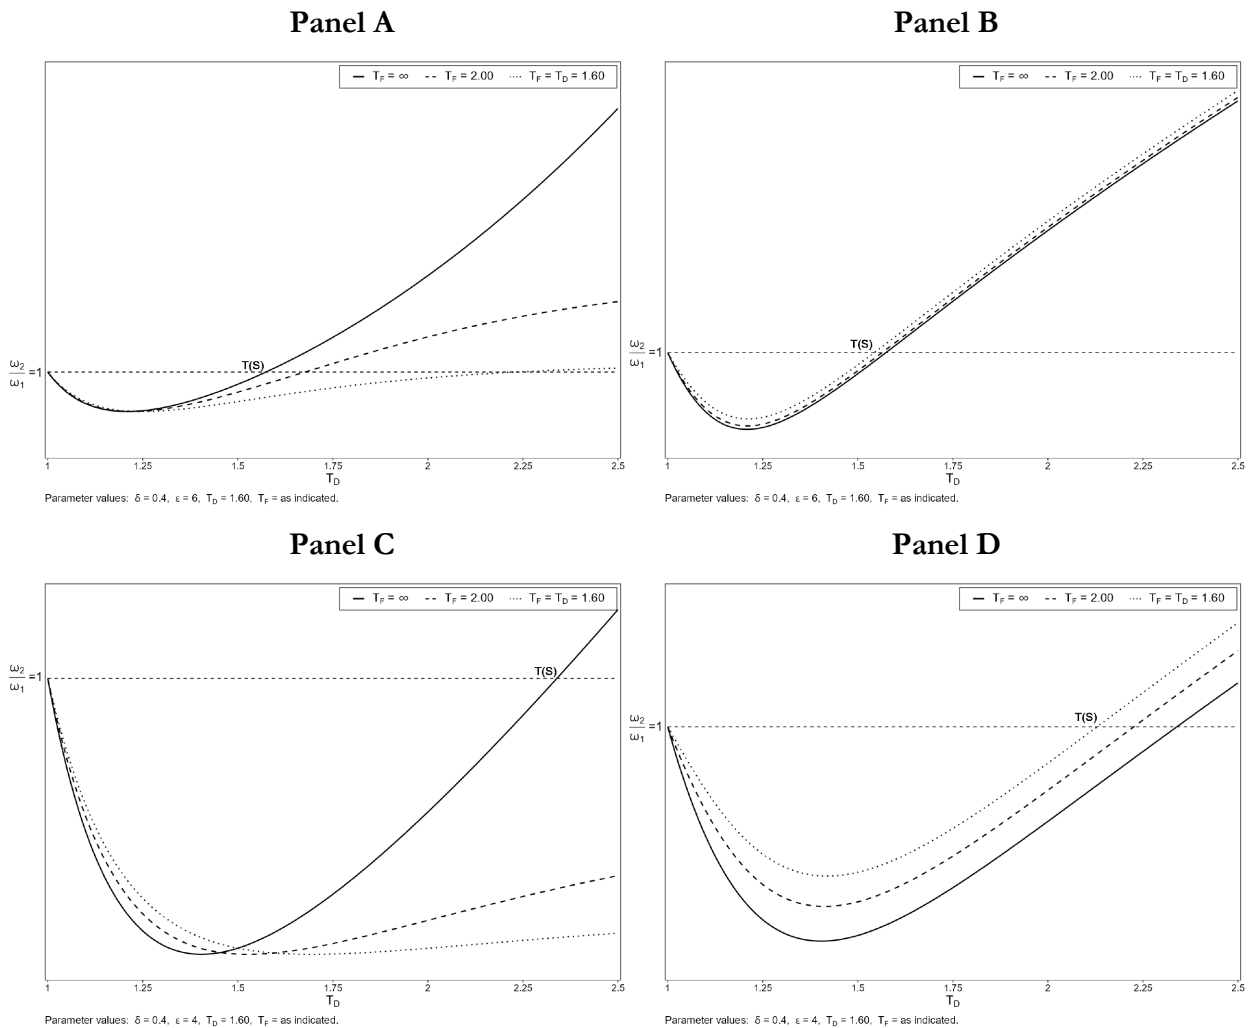 Panel A
T_F = ∞ T_F = 2.00 T_F = T_D = 1.60
T(S)
ω₂/ω₁ =1
1 1.25 1.5 1.75 2 2.25 2.5
T_D
Parameter values: δ = 0.4, ε = 6, T_D = 1.60, T_F = as indicated.
Panel B
T_F = ∞ T_F = 2.00 T_F = T_D = 1.60
T(S)
ω₂/ω₁ =1
1 1.25 1.5 1.75 2 2.25 2.5
T_D
Parameter values: δ = 0.4, ε = 6, T_D = 1.60, T_F = as indicated.
Panel C
T_F = ∞ T_F = 2.00 T_F = T_D = 1.60
T(S)
ω₂/ω₁ =1
1 1.25 1.5 1.75 2 2.25 2.5
T_D
Parameter values: δ = 0.4, ε = 4, T_D = 1.60, T_F = as indicated.
Panel D
T_F = ∞ T_F = 2.00 T_F = T_D = 1.60
T(S)
ω₂/ω₁ =1
1 1.25 1.5 1.75 2 2.25 2.5
T_D
Parameter values: δ = 0.4, ε = 4, T_D = 1.60, T_F = as indicated.